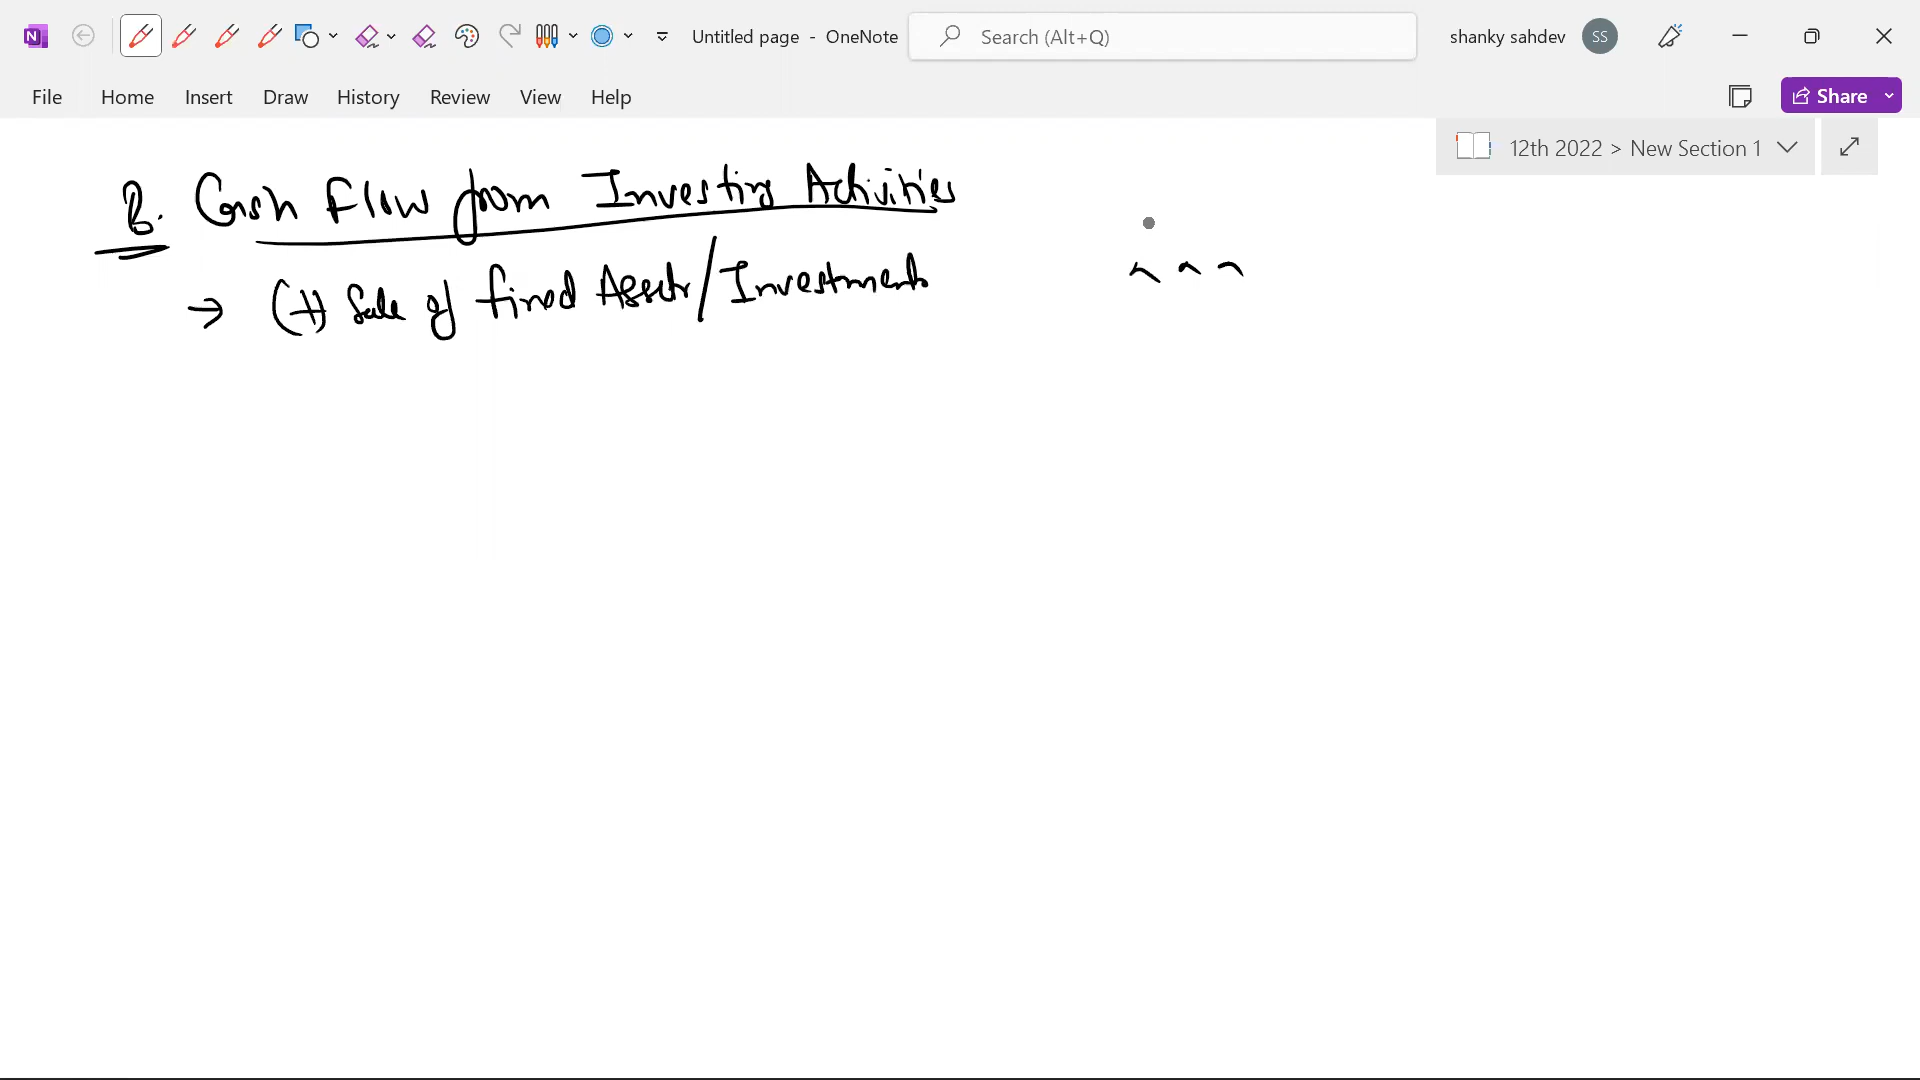 Untitled page - OneNote
Search (Alt+Q)
shanky sahdev
SS
File Home Insert Draw History Review View Help
Share
12th 2022 > New Section 1
B. Cash Flow from Investing Activities
→ (+) Sale of fixed Assets/Investments